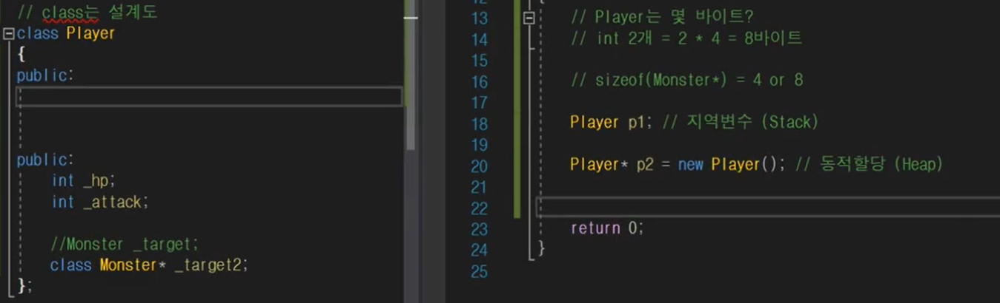 // class는 설계도
class Player
{
public:
public:
int _hp;
int _attack;
//Monster _target;
class Monster* _target2;
};
13 // Player는 몇 바이트?
14 // int 2개 = 2 * 4 = 8바이트
15
16 // sizeof(Monster*) = 4 or 8
17
18 Player p1; // 지역변수 (Stack)
19
20 Player* p2 = new Player(); // 동적할당 (Heap)
21
22
23 return 0;
24 }
25